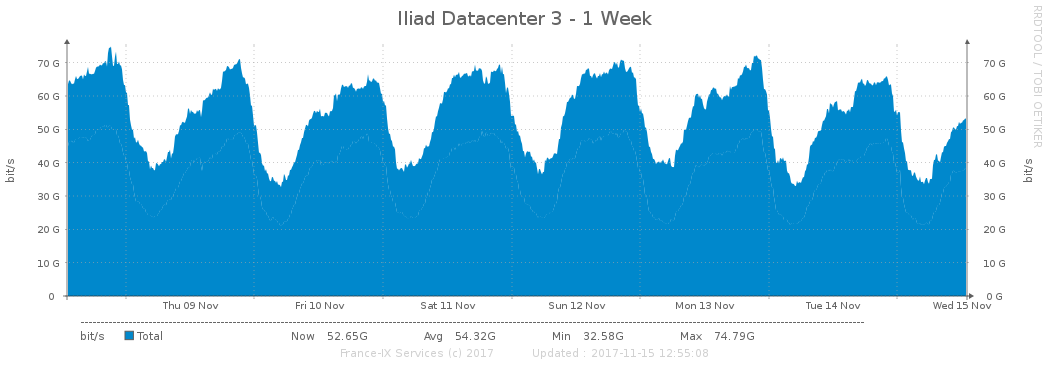 Iliad Datacenter 3 - 1 Week
RRDTOOL / TOBI OETIKER
bit/s
70 G
60 G
50 G
40 G
30 G
20 G
10 G
0
70 G
60 G
50 G
40 G
30 G
20 G
10 G
0 G
bit/s
Thu 09 Nov Fri 10 Nov Sat 11 Nov Sun 12 Nov Mon 13 Nov Tue 14 Nov Wed 15 Nov
bit/s Total Now 52.65G Avg 54.32G Min 32.58G Max 74.79G
France-IX Services (c) 2017 Updated : 2017-11-15 12:55:08